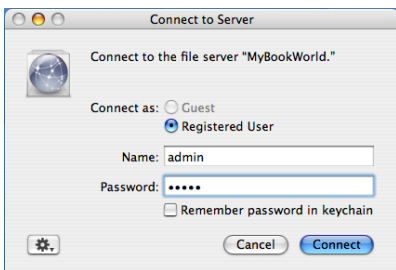 Connect to Server
Connect to the file server “MyBookWorld.”
Connect as: Guest
Registered User
Name: admin
Password: •••••
Remember password in keychain
Cancel Connect